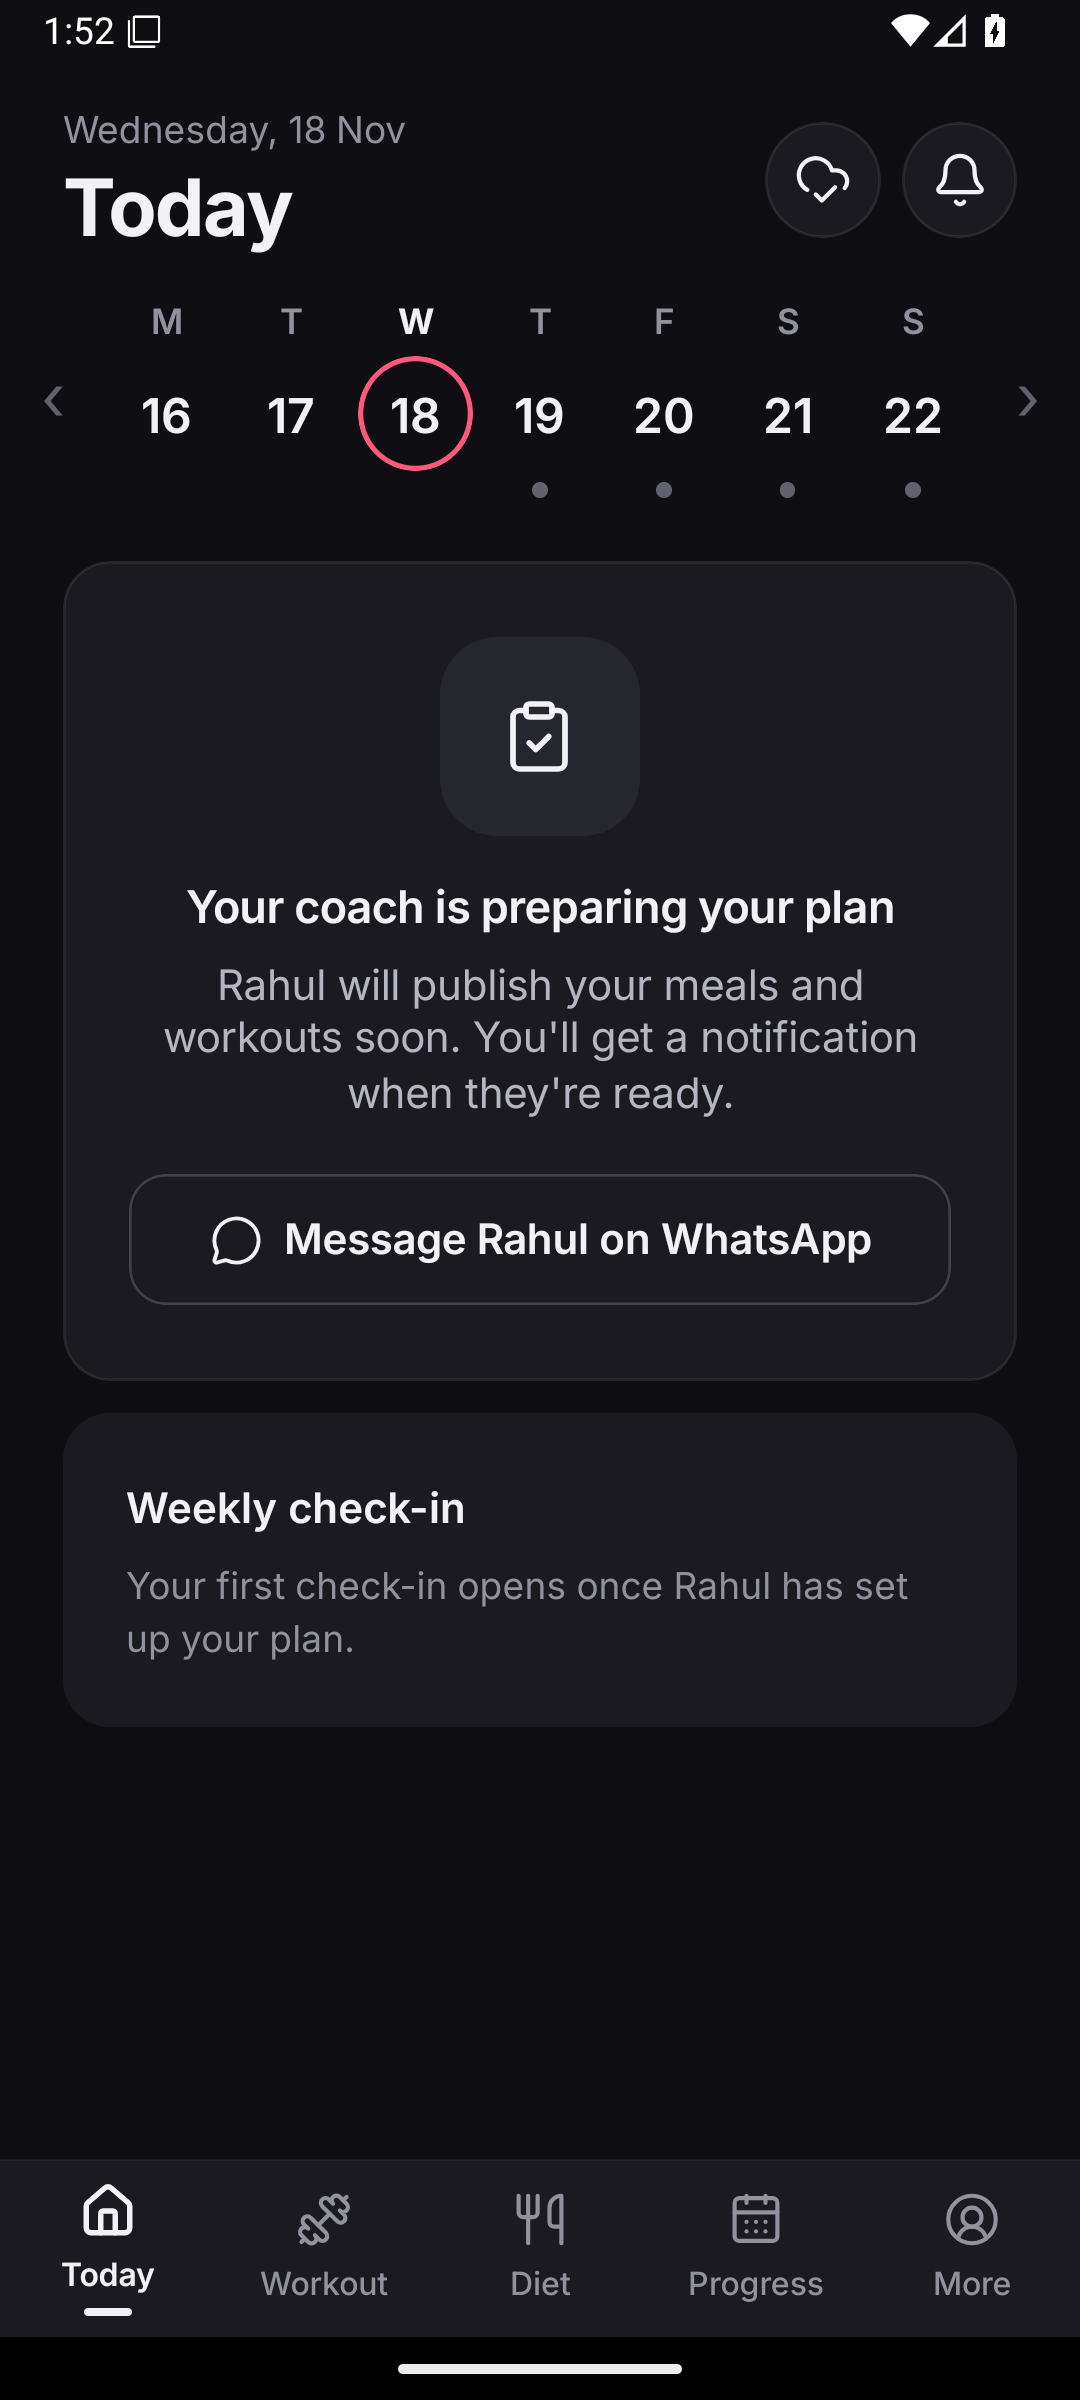 1:52
Wednesday, 18 Nov
Today
M T W T F S S
16 17 18 19 20 21 22
Your coach is preparing your plan
Rahul will publish your meals and
workouts soon. You'll get a notification
when they're ready.
Message Rahul on WhatsApp
Weekly check-in
Your first check-in opens once Rahul has set
up your plan.
Today Workout Diet Progress More